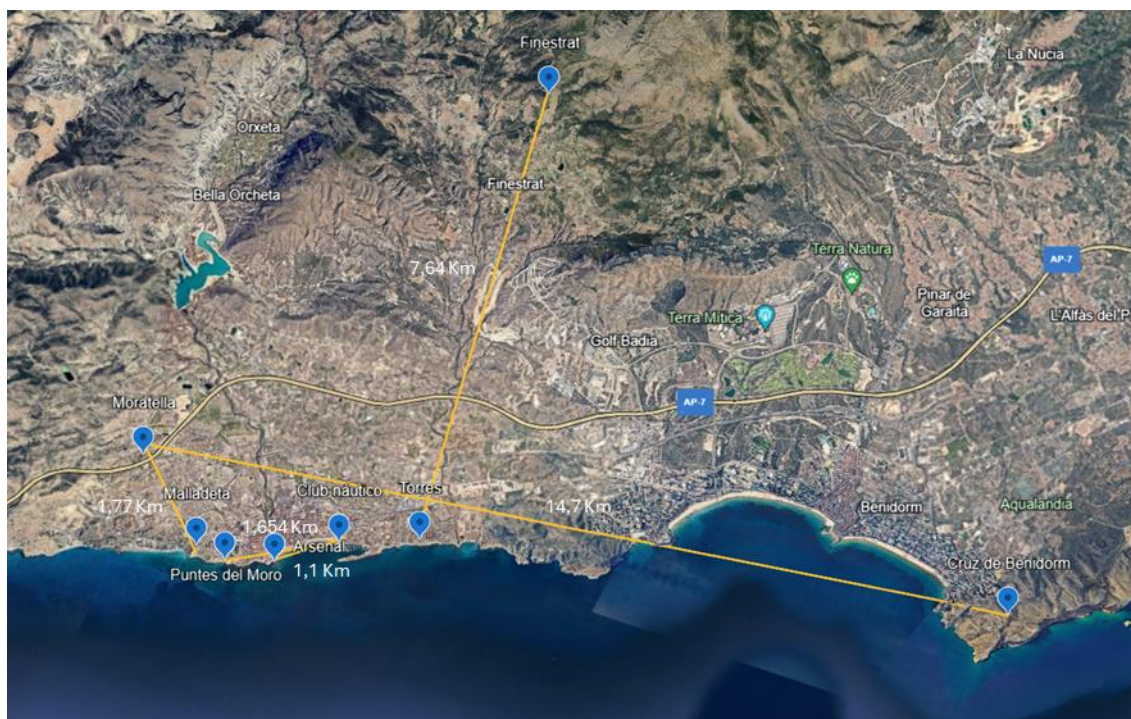 Finestrat
La Nucia
Orxeta
Bella Orcheta
Finestrat
Terra Natura
7,64 Km
AP-7
Pinar de
Garaita
Terra Mítica
L'Alfàs del P
Golf Badia
AP-7
Moratella
Malladeta
Club náutico
Torres
1,77 Km
1,654 Km
14,7 Km
Benidorm
Aqualandia
Arsenal
Puntes del Moro
1,1 Km
Cruz de Benidorm